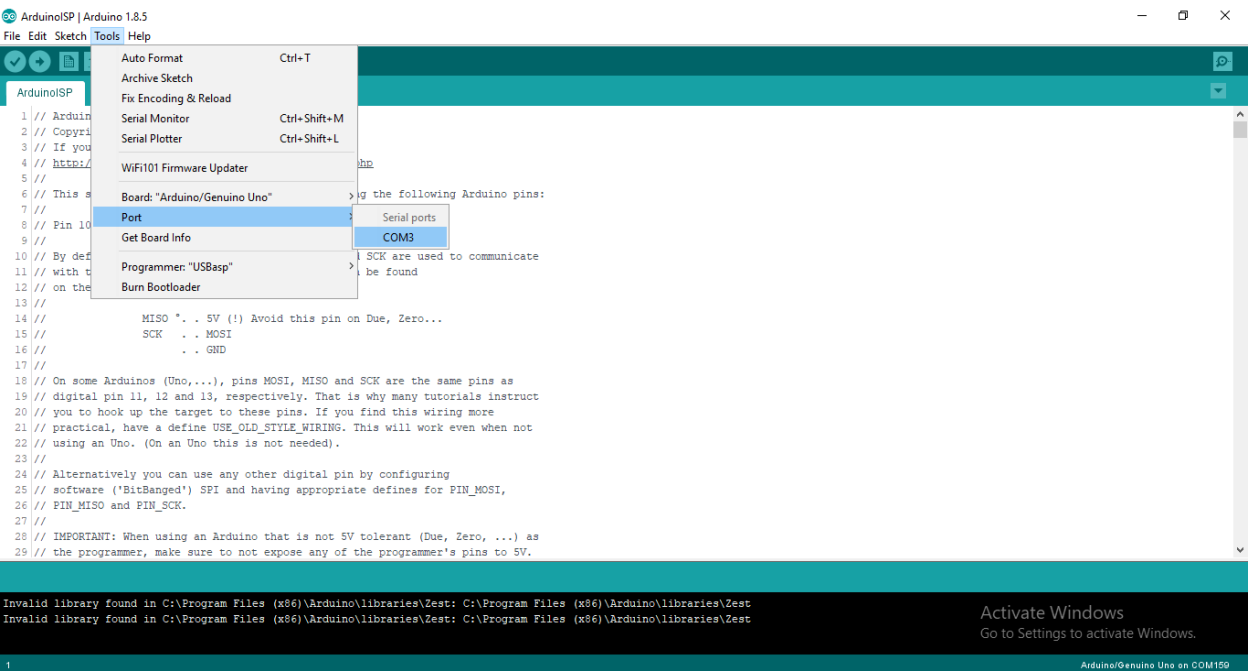 ArduinoISP | Arduino 1.8.5
File Edit Sketch Tools Help
Auto Format Ctrl+T
Archive Sketch
Fix Encoding & Reload
Serial Monitor Ctrl+Shift+M
Serial Plotter Ctrl+Shift+L
WiFi101 Firmware Updater
Board: "Arduino/Genuino Uno"
Port
Get Board Info
Programmer: "USBasp"
Burn Bootloader
Serial ports
COM3
ArduinoISP
1 // Arduin
2 // Copyri
3 // If you
4 // http:/ hp
5 //
6 // This s g the following Arduino pins:
7 //
8 // Pin 10
9 //
10 // By def SCK are used to communicate
11 // with t be found
12 // on the
13 //
14 // MISO °. . 5V (!) Avoid this pin on Due, Zero...
15 // SCK . . MOSI
16 // . . GND
17 //
18 // On some Arduinos (Uno,...), pins MOSI, MISO and SCK are the same pins as
19 // digital pin 11, 12 and 13, respectively. That is why many tutorials instruct
20 // you to hook up the target to these pins. If you find this wiring more
21 // practical, have a define USE_OLD_STYLE_WIRING. This will work even when not
22 // using an Uno. (On an Uno this is not needed).
23 //
24 // Alternatively you can use any other digital pin by configuring
25 // software ('BitBanged') SPI and having appropriate defines for PIN_MOSI,
26 // PIN_MISO and PIN_SCK.
27 //
28 // IMPORTANT: When using an Arduino that is not 5V tolerant (Due, Zero, ...) as
29 // the programmer, make sure to not expose any of the programmer's pins to 5V.
Invalid library found in C:\Program Files (x86)\Arduino\libraries\Zest: C:\Program Files (x86)\Arduino\libraries\Zest
Invalid library found in C:\Program Files (x86)\Arduino\libraries\Zest: C:\Program Files (x86)\Arduino\libraries\Zest
Activate Windows
Go to Settings to activate Windows.
1 Arduino/Genuino Uno on COM159